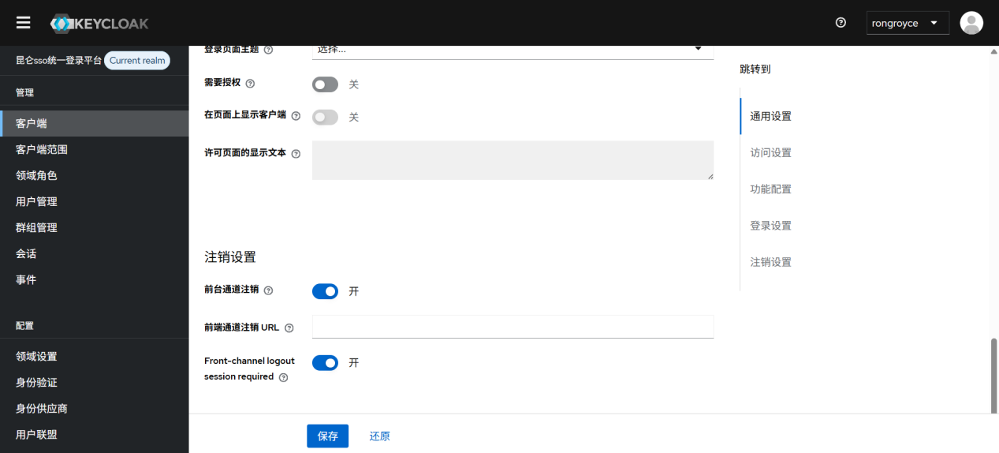 KEYCLOAK
rongroyce
昆仑sso统一登录平台 Current realm
管理
客户端
客户端范围
领域角色
用户管理
群组管理
会话
事件
配置
领域设置
身份验证
身份供应商
用户联盟
登录页面主题
选择...
需要授权
关
在页面上显示客户端
关
许可页面的显示文本
注销设置
前台通道注销
开
前端通道注销 URL
Front-channel logout
session required
开
保存
还原
跳转到
通用设置
访问设置
功能配置
登录设置
注销设置